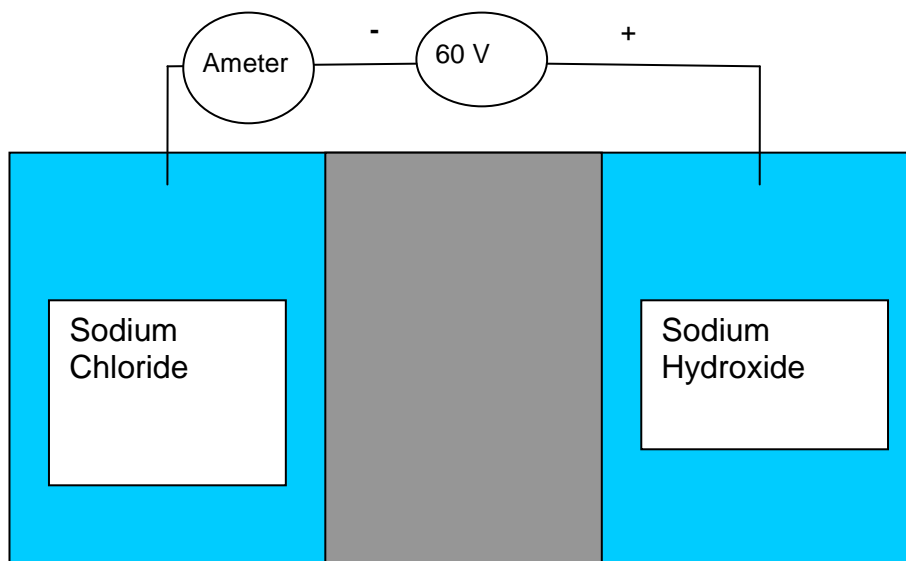 Ameter
-
60 V
+
Sodium
Chloride
Sodium
Hydroxide